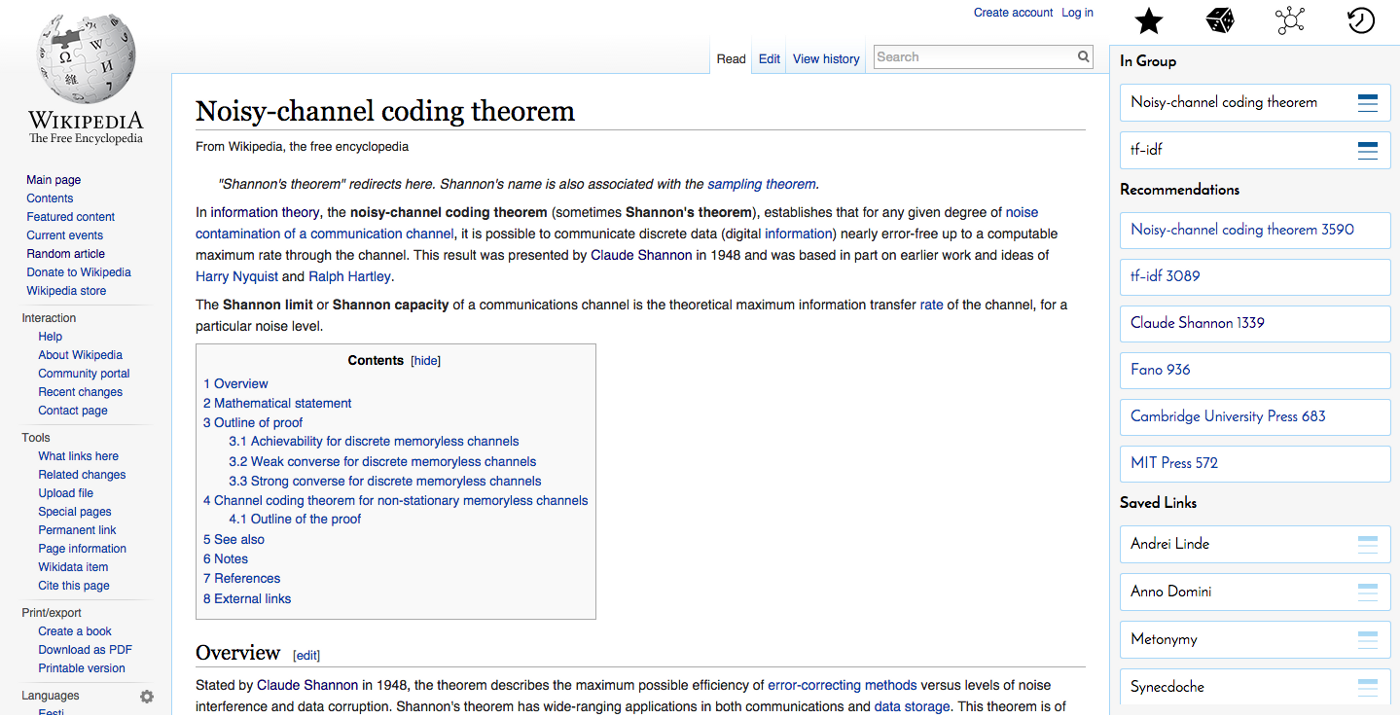 WIKIPEDIA
The Free Encyclopedia
Main page
Contents
Featured content
Current events
Random article
Donate to Wikipedia
Wikipedia store
Interaction
Help
About Wikipedia
Community portal
Recent changes
Contact page
Tools
What links here
Related changes
Upload file
Special pages
Permanent link
Page information
Wikidata item
Cite this page
Print/export
Create a book
Download as PDF
Printable version
Languages
Eesti
Create account Log in
Read Edit View history Search
Noisy-channel coding theorem
From Wikipedia, the free encyclopedia
"Shannon's theorem" redirects here. Shannon's name is also associated with the sampling theorem.
In information theory, the noisy-channel coding theorem (sometimes Shannon's theorem), establishes that for any given degree of noise
contamination of a communication channel, it is possible to communicate discrete data (digital information) nearly error-free up to a computable
maximum rate through the channel. This result was presented by Claude Shannon in 1948 and was based in part on earlier work and ideas of
Harry Nyquist and Ralph Hartley.
The Shannon limit or Shannon capacity of a communications channel is the theoretical maximum information transfer rate of the channel, for a
particular noise level.
Contents [hide]
1 Overview
2 Mathematical statement
3 Outline of proof
3.1 Achievability for discrete memoryless channels
3.2 Weak converse for discrete memoryless channels
3.3 Strong converse for discrete memoryless channels
4 Channel coding theorem for non-stationary memoryless channels
4.1 Outline of the proof
5 See also
6 Notes
7 References
8 External links
Overview [edit]
Stated by Claude Shannon in 1948, the theorem describes the maximum possible efficiency of error-correcting methods versus levels of noise
interference and data corruption. Shannon's theorem has wide-ranging applications in both communications and data storage. This theorem is of
In Group
Noisy-channel coding theorem
tf–idf
Recommendations
Noisy-channel coding theorem 3590
tf–idf 3089
Claude Shannon 1339
Fano 936
Cambridge University Press 683
MIT Press 572
Saved Links
Andrei Linde
Anno Domini
Metonymy
Synecdoche